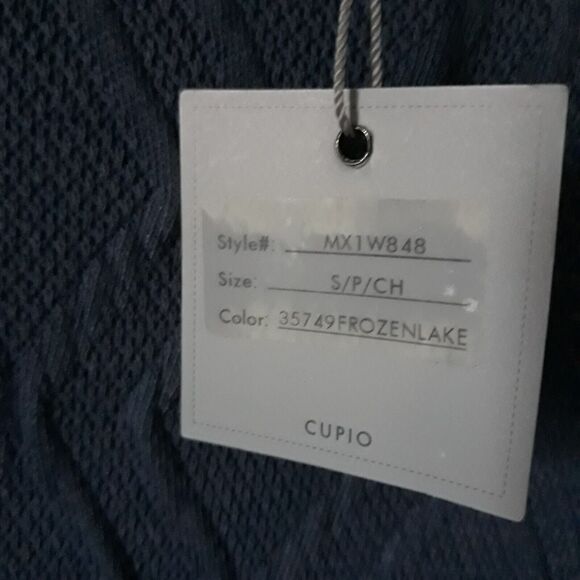 Style#: MX1W848
Size: S/P/CH
Color: 35749FROZENLAKE
CUPIO